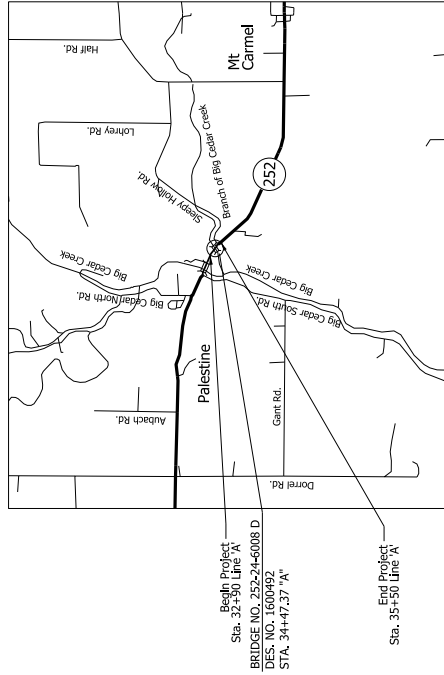 Half Rd.
Lohrey Rd.
Mt
Carmel
Sleepy Hollow Rd.
Branch of Big Cedar Creek
252
Big Cedar Creek
Big Cedar North Rd.
Big Cedar Creek
Big Cedar South Rd.
Palestine
Aubach Rd.
Gant Rd.
Dorrel Rd.
Begin Project
Sta. 32+90 Line 'A'
BRIDGE NO. 252-24-6008 D
DES. NO. 1600492
STA. 34+47.37 "A"
End Project
Sta. 35+50 Line 'A'